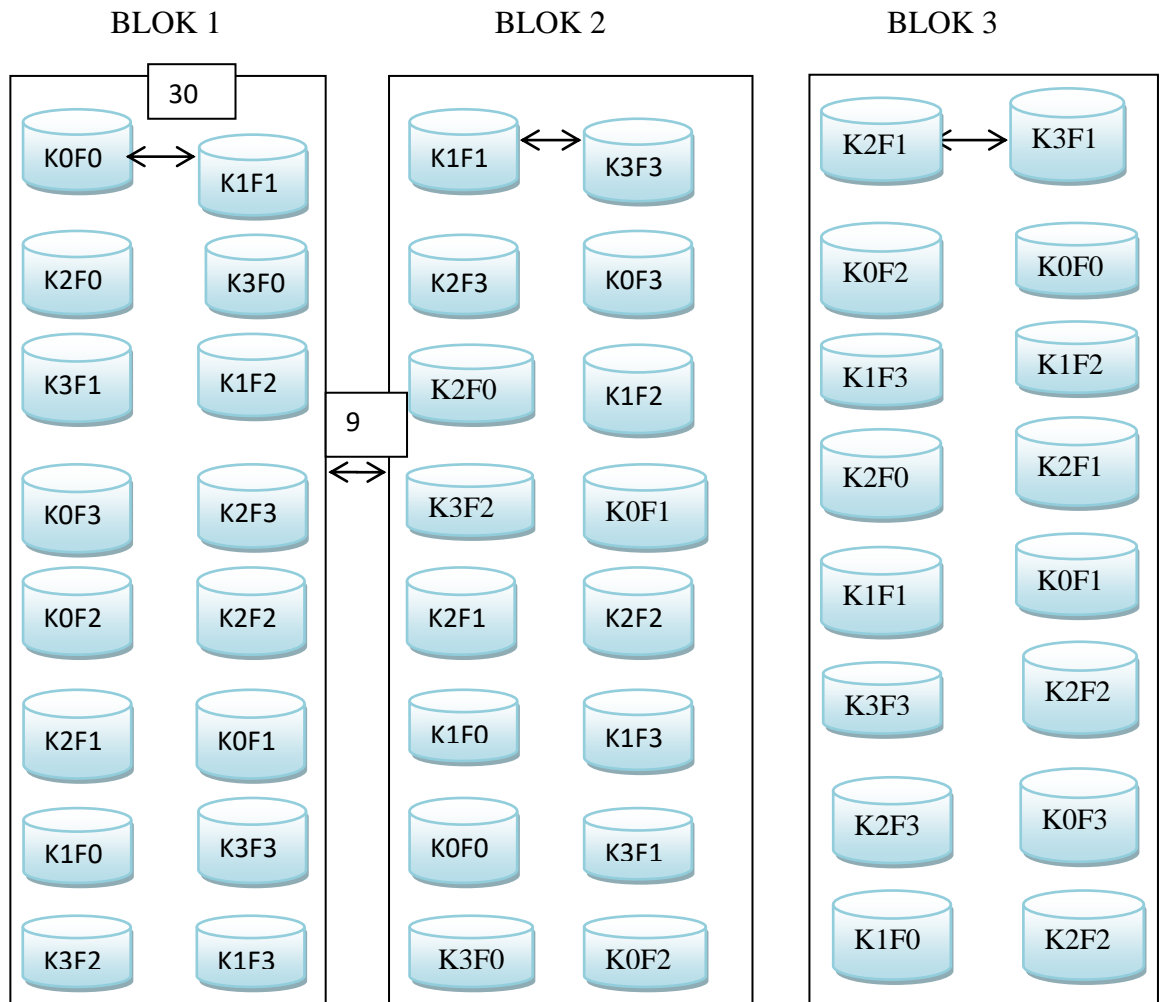 BLOK 1 BLOK 2 BLOK 3
30
K0F0 K1F1 K1F1 K3F3 K2F1 K3F1
K2F0 K3F0 K2F3 K0F3 K0F2 K0F0
K3F1 K1F2 K2F0 K1F2 K1F3 K1F2
9
K0F3 K2F3 K3F2 K0F1 K2F0 K2F1
K0F2 K2F2 K2F1 K2F2 K1F1 K0F1
K2F1 K0F1 K1F0 K1F3 K3F3 K2F2
K1F0 K3F3 K0F0 K3F1 K2F3 K0F3
K3F2 K1F3 K3F0 K0F2 K1F0 K2F2